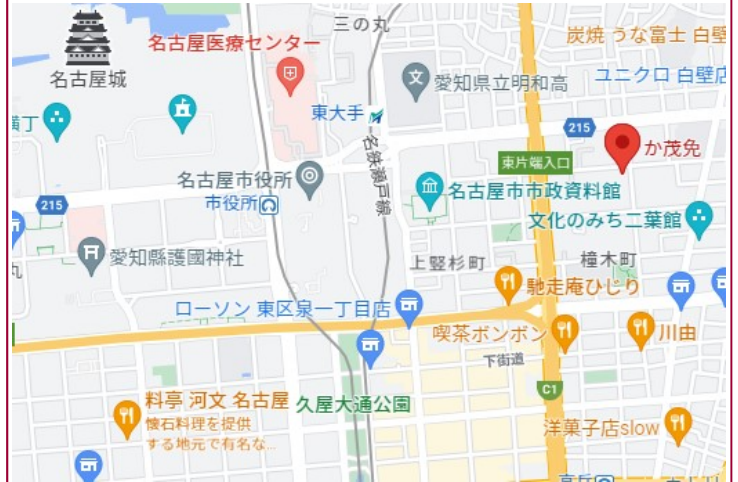 三の丸
炭焼 うな富士 白壁
名古屋医療センター
名古屋城
愛知県立明和高
ユニクロ 白壁店
横丁
東大手
215
か茂免
名鉄瀬戸線
東片端入口
名古屋市役所
市役所
名古屋市市政資料館
215
文化のみち二葉館
丸
愛知縣護國神社
上竪杉町
橦木町
馳走庵ひじり
ローソン 東区泉一丁目店
喫茶ボンボン
川由
下街道
C1
料亭 河文 名古屋
懐石料理を提供
する地元で有名な...
久屋大通公園
洋菓子店slow
高岳